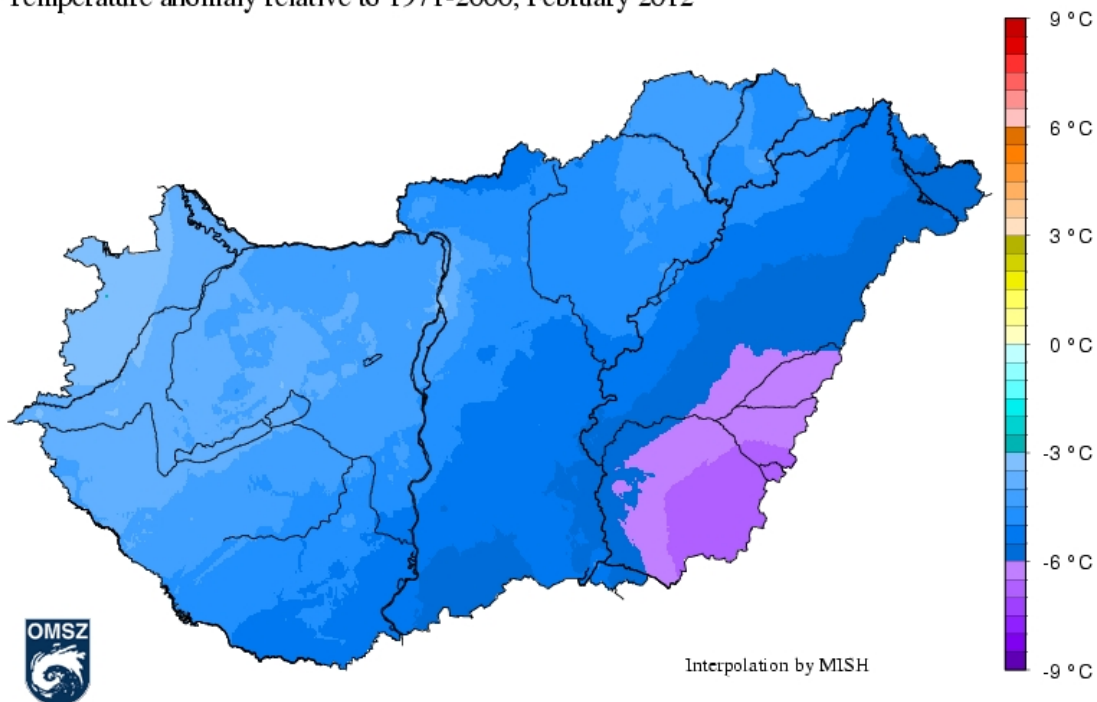 Temperature anomaly relative to 1971-2000, February 2012
9 °C
6 °C
3 °C
0 °C
-3 °C
-6 °C
-9 °C
OMSZ
Interpolation by MISH